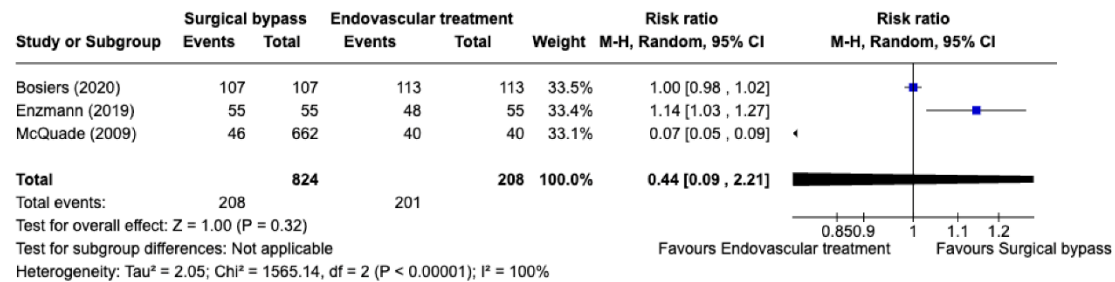 Surgical bypass Endovascular treatment Risk ratio Risk ratio
Study or Subgroup Events Total Events Total Weight M-H, Random, 95% CI M-H, Random, 95% CI
Bosiers (2020) 107 107 113 113 33.5% 1.00 [0.98 , 1.02]
Enzmann (2019) 55 55 48 55 33.4% 1.14 [1.03 , 1.27]
McQuade (2009) 46 662 40 40 33.1% 0.07 [0.05 , 0.09]
Total 824 208 100.0% 0.44 [0.09 , 2.21]
Total events: 208 201
Test for overall effect: Z = 1.00 (P = 0.32) 0.85 0.9 1 1.1 1.2
Test for subgroup differences: Not applicable Favours Endovascular treatment Favours Surgical bypass
Heterogeneity: Tau² = 2.05; Chi² = 1565.14, df = 2 (P < 0.00001); I² = 100%